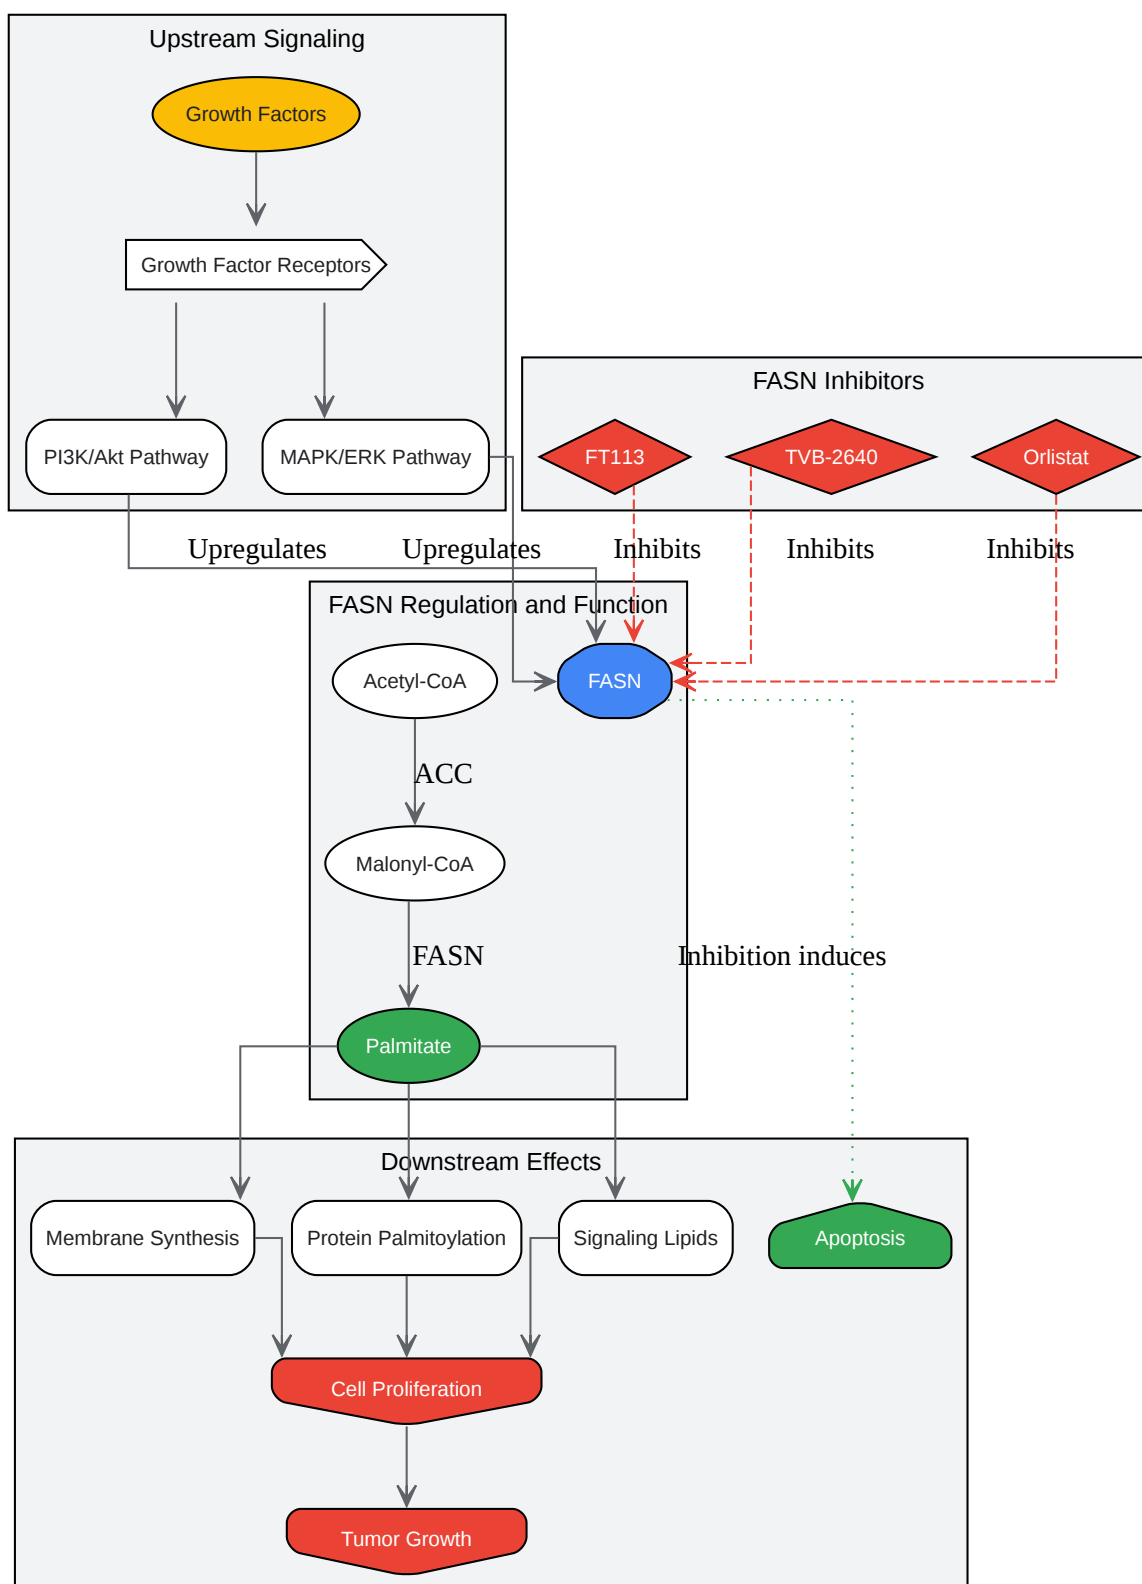 Upstream Signaling
Growth Factors
Growth Factor Receptors
PI3K/Akt Pathway
MAPK/ERK Pathway
FASN Inhibitors
FT113
TVB-2640
Orlistat
Upregulates
Upregulates
Inhibits
Inhibits
Inhibits
FASN Regulation and Function
Acetyl-CoA
FASN
ACC
Malonyl-CoA
FASN
Inhibition induces
Palmitate
Downstream Effects
Membrane Synthesis
Protein Palmitoylation
Signaling Lipids
Apoptosis
Cell Proliferation
Tumor Growth